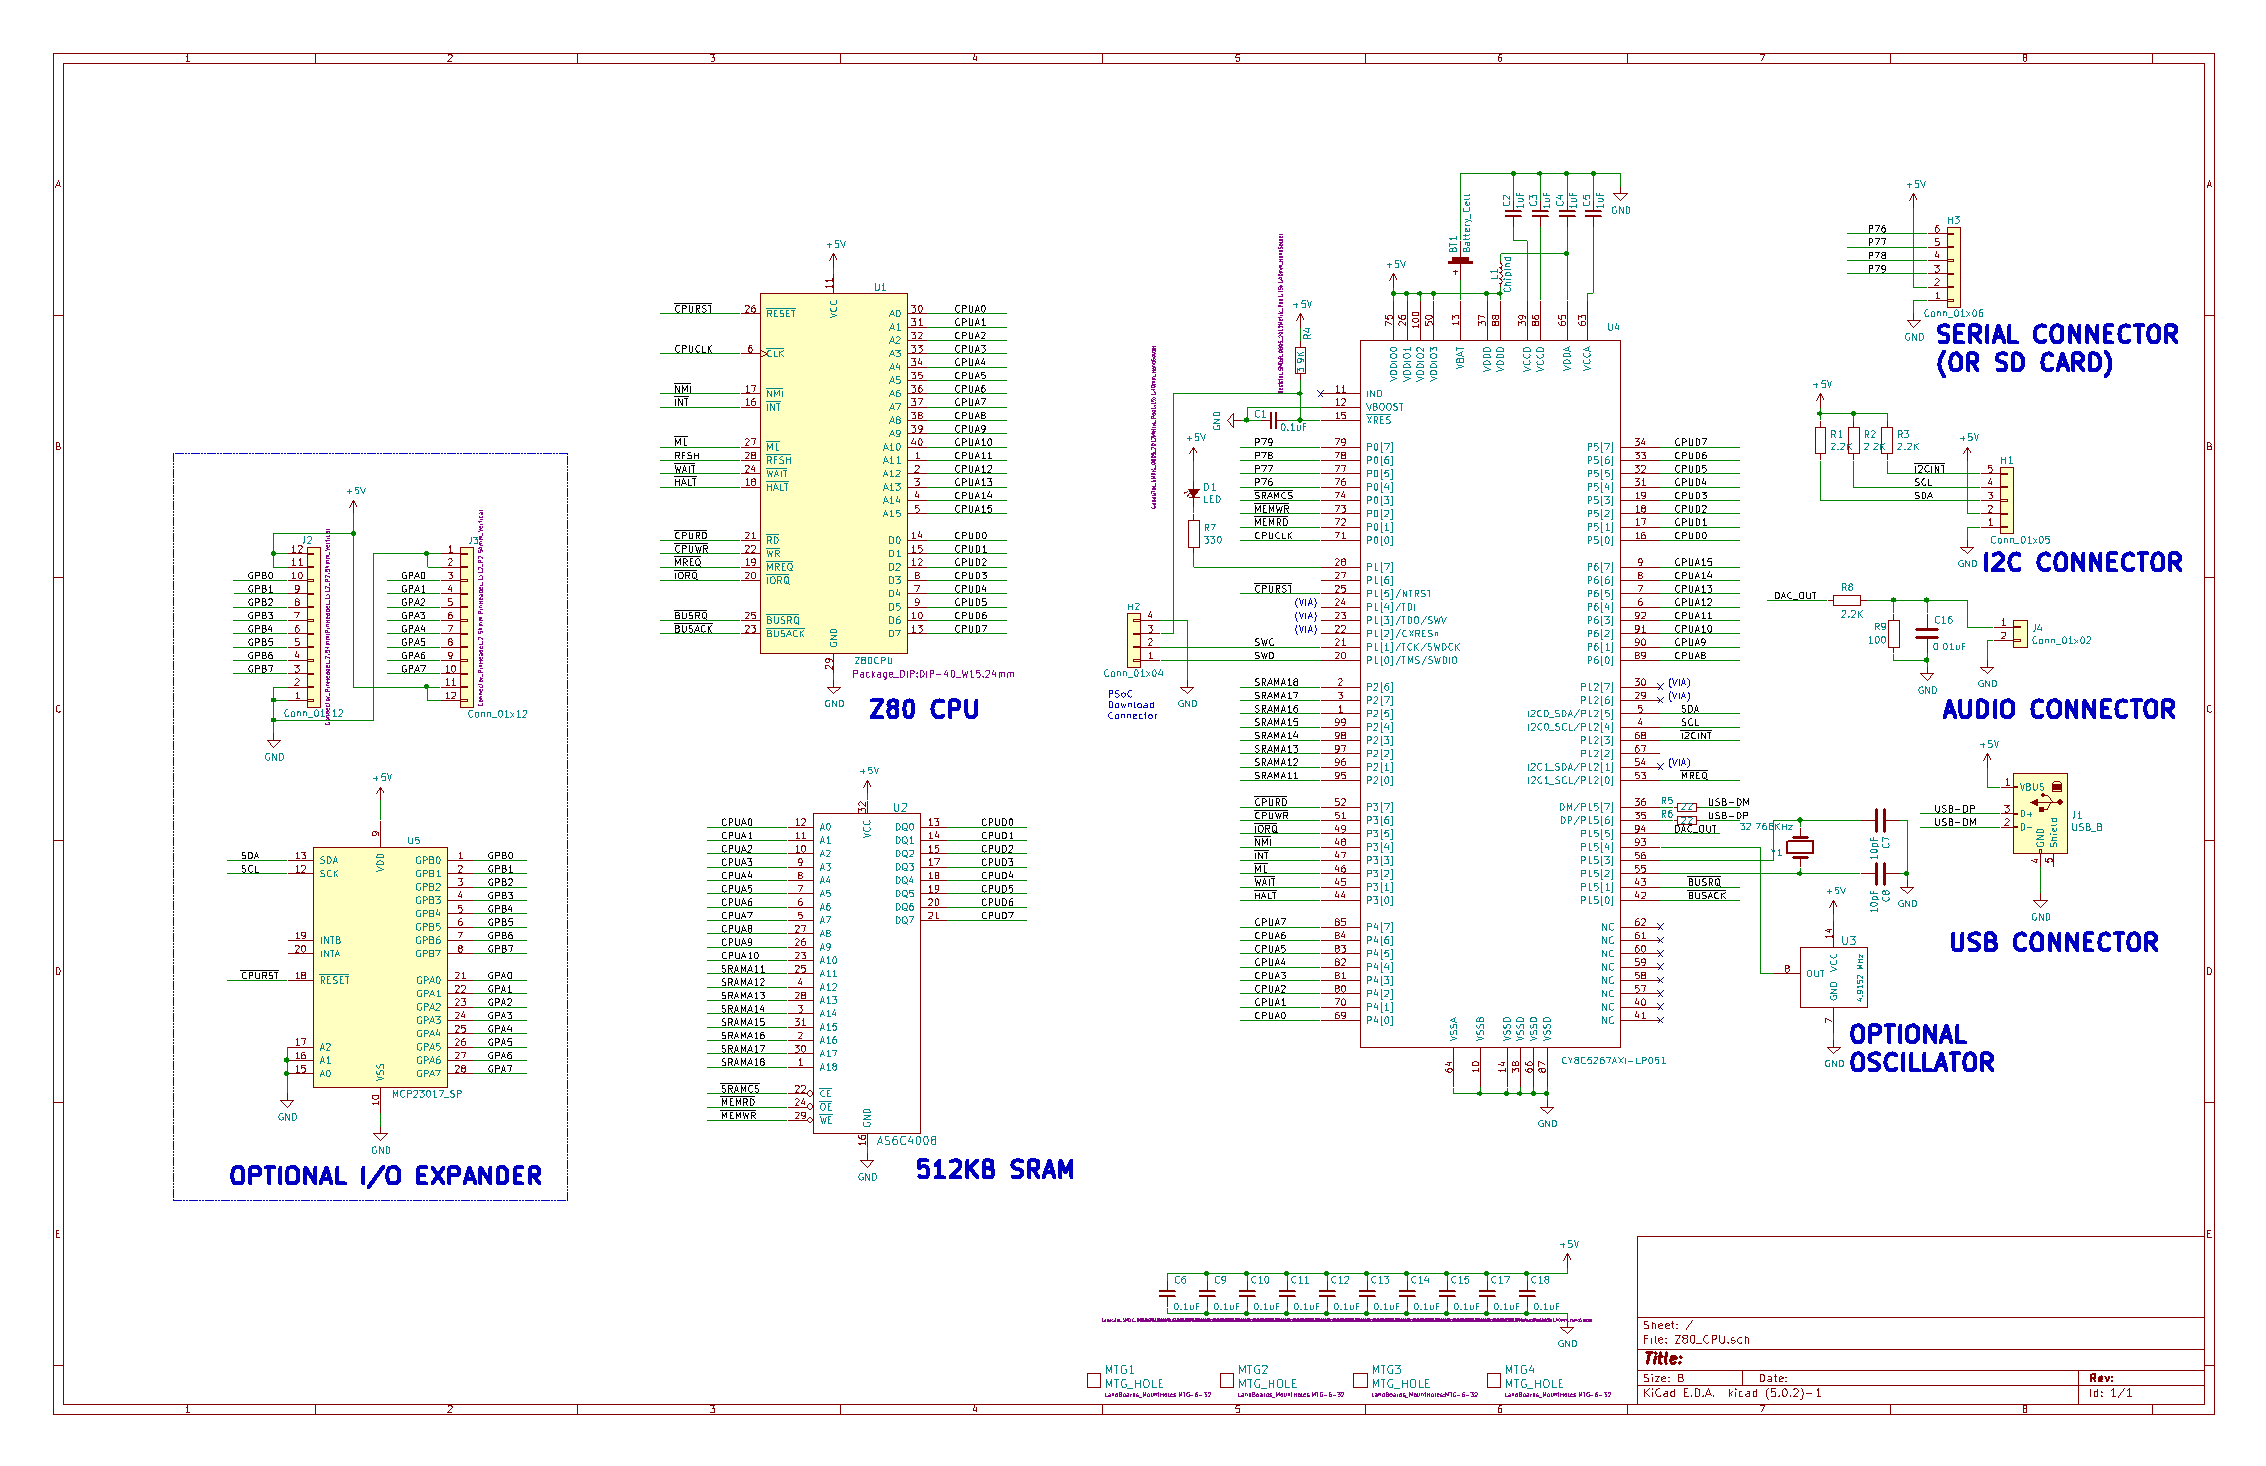 1 2 3 4 5 6 7 8
A
B
C
D
E
+5V
J2
12
11
GPB0 10
GPB1 9
GPB2 8
GPB3 7
GPB4 6
GPB5 5
GPB6 4
GPB7 3
2
1
Conn_01x12
GND
J3
1
2
GPA0 3
GPA1 4
GPA2 5
GPA3 6
GPA4 7
GPA5 8
GPA6 9
GPA7 10
11
12
Conn_01x12
+5V
9
VDD
U5
SDA 13 SDA
SCL 12 SCK
19 INTB
20 INTA
CPURST 18 RESET
17 A2
16 A1
15 A0
GPB0 1 GPB0
GPB1 2 GPB1
GPB2 3 GPB2
GPB3 4 GPB3
GPB4 5 GPB4
GPB5 6 GPB5
GPB6 7 GPB6
GPB7 8 GPB7
GPA0 21 GPA0
GPA1 22 GPA1
GPA2 23 GPA2
GPA3 24 GPA3
GPA4 25 GPA4
GPA5 26 GPA5
GPA6 27 GPA6
GPA7 28 GPA7
VSS
10
MCP23017_SP
GND
GND
OPTIONAL I/O EXPANDER
+5V
11
VCC
U1
CPURST 26 RESET
CPUCLK 6 CLK
NMI 17 NMI
INT 16 INT
ML 27 ML
RFSH 28 RFSH
WAIT 24 WAIT
HALT 18 HALT
CPURD 21 RD
CPUWR 22 WR
MREQ 19 MREQ
IORQ 20 IORQ
BUSRQ 25 BUSRQ
BUSACK 23 BUSACK
A0 30 CPUA0
A1 31 CPUA1
A2 32 CPUA2
A3 33 CPUA3
A4 34 CPUA4
A5 35 CPUA5
A6 36 CPUA6
A7 37 CPUA7
A8 38 CPUA8
A9 39 CPUA9
A10 40 CPUA10
A11 1 CPUA11
A12 2 CPUA12
A13 3 CPUA13
A14 4 CPUA14
A15 5 CPUA15
D0 14 CPUD0
D1 15 CPUD1
D2 12 CPUD2
D3 8 CPUD3
D4 7 CPUD4
D5 9 CPUD5
D6 10 CPUD6
D7 13 CPUD7
GND
29
Z80CPU
Package_DIP:DIP-40_W15.24mm
GND
Z80 CPU
+5V
32
VCC
U2
CPUA0 12 A0
CPUA1 11 A1
CPUA2 10 A2
CPUA3 9 A3
CPUA4 8 A4
CPUA5 7 A5
CPUA6 6 A6
CPUA7 5 A7
CPUA8 27 A8
CPUA9 26 A9
CPUA10 23 A10
SRAMA11 25 A11
SRAMA12 4 A12
SRAMA13 28 A13
SRAMA14 3 A14
SRAMA15 31 A15
SRAMA16 2 A16
SRAMA17 30 A17
SRAMA18 1 A18
SRAMCS 22 CE
MEMRD 24 OE
MEMWR 29 WE
DQ0 13 CPUD0
DQ1 14 CPUD1
DQ2 15 CPUD2
DQ3 17 CPUD3
DQ4 18 CPUD4
DQ5 19 CPUD5
DQ6 20 CPUD6
DQ7 21 CPUD7
GND
16
AS6C4008
GND
512KB SRAM
+5V
R4
3.9K
GND
C1
0.1uF
+5V
D1
LED
R7
330
H2
4
3
2
1
Conn_01x04
PSoC
Download
Connector
GND
+5V
BT1
Battery_Cell
+
L1
ChipInd
C2
1uF
C3
1uF
C4
1uF
C5
1uF
GND
U4
75 26 100 50 13 37 88 39 86 65 63
VDDIO0 VDDIO1 VDDIO2 VDDIO3 VBAT VDDD VDDD VCCD VCCD VDDA VCCA
11 IND
12 VBOOST
15 XRES
P79 79 P0[7]
P78 78 P0[6]
P77 77 P0[5]
P76 76 P0[4]
SRAMCS 74 P0[3]
MEMWR 73 P0[2]
MEMRD 72 P0[1]
CPUCLK 71 P0[0]
28 P1[7]
27 P1[6]
CPURST 25 P1[5]/NTRST
(VIA) 24 P1[4]/TDI
(VIA) 23 P1[3]/TDO/SWV
(VIA) 22 P1[2]/CXRESn
SWC 21 P1[1]/TCK/SWDCK
SWD 20 P1[0]/TMS/SWDIO
SRAMA18 2 P2[6]
SRAMA17 3 P2[7]
SRAMA16 1 P2[5]
SRAMA15 99 P2[4]
SRAMA14 98 P2[3]
SRAMA13 97 P2[2]
SRAMA12 96 P2[1]
SRAMA11 95 P2[0]
CPURD 52 P3[7]
CPUWR 51 P3[6]
IORQ 49 P3[5]
NMI 48 P3[4]
INT 47 P3[3]
ML 46 P3[2]
WAIT 45 P3[1]
HALT 44 P3[0]
CPUA7 85 P4[7]
CPUA6 84 P4[6]
CPUA5 83 P4[5]
CPUA4 82 P4[4]
CPUA3 81 P4[3]
CPUA2 80 P4[2]
CPUA1 70 P4[1]
CPUA0 69 P4[0]
P5[7] 34 CPUD7
P5[6] 33 CPUD6
P5[5] 32 CPUD5
P5[4] 31 CPUD4
P5[3] 19 CPUD3
P5[2] 18 CPUD2
P5[1] 17 CPUD1
P5[0] 16 CPUD0
P6[7] 9 CPUA15
P6[6] 8 CPUA14
P6[5] 7 CPUA13
P6[4] 6 CPUA12
P6[3] 92 CPUA11
P6[2] 91 CPUA10
P6[1] 90 CPUA9
P6[0] 89 CPUA8
P12[7] 30 (VIA)
P12[6] 29 (VIA)
I2C0_SDA/P12[5] 5 SDA
I2C0_SCL/P12[4] 4 SCL
P12[3] 68 I2CINT
P12[2] 67
I2C1_SDA/P12[1] 54 (VIA)
I2C1_SCL/P12[0] 53 MREQ
DM/P15[7] 36 R5 22 USB-DM
DP/P15[6] 35 R6 22 USB-DP
P15[5] 94 DAC_OUT
P15[4] 93
P15[3] 56
P15[2] 55
P15[1] 43 BUSRQ
P15[0] 42 BUSACK
NC 62
NC 61
NC 60
NC 59
NC 58
NC 57
NC 40
NC 41
VSSA VSSB VSSD VSSD VSSD VSSD
64 10 14 38 66 87
CY8C5267AXI-LP051
GND
32.768KHz
Y1
10pF
C7
10pF
C8
GND
+5V
14
U3
VCC
8 OUT
4.9152 MHz
GND
7
GND
OPTIONAL
OSCILLATOR
+5V
H3
P76 6
P77 5
P78 4
P79 3
2
1
Conn_01x06
GND
SERIAL CONNECTOR
(OR SD CARD)
+5V
R1
2.2K
R2
2.2K
R3
2.2K
+5V
H1
I2CINT 5
SCL 4
SDA 3
2
1
Conn_01x05
GND
I2C CONNECTOR
DAC_OUT
R8
2.2K
R9
100
C16
0.01uF
GND
J4
1
2
Conn_01x02
GND
AUDIO CONNECTOR
+5V
1 VBUS
USB-DP 3 D+
USB-DM 2 D-
GND
Shield
4 5
J1
USB_B
GND
USB CONNECTOR
+5V
C6 C9 C10 C11 C12 C13 C14 C15 C17 C18
0.1uF 0.1uF 0.1uF 0.1uF 0.1uF 0.1uF 0.1uF 0.1uF 0.1uF 0.1uF
GND
MTG1 MTG2 MTG3 MTG4
MTG_HOLE MTG_HOLE MTG_HOLE MTG_HOLE
LandBoards_MountHoles:MTG-6-32 LandBoards_MountHoles:MTG-6-32 LandBoards_MountHoles:MTG-6-32 LandBoards_MountHoles:MTG-6-32
Sheet: /
File: Z80_CPU.sch
Title:
Size: B Date: Rev:
KiCad E.D.A. kicad (5.0.2)-1 Id: 1/1